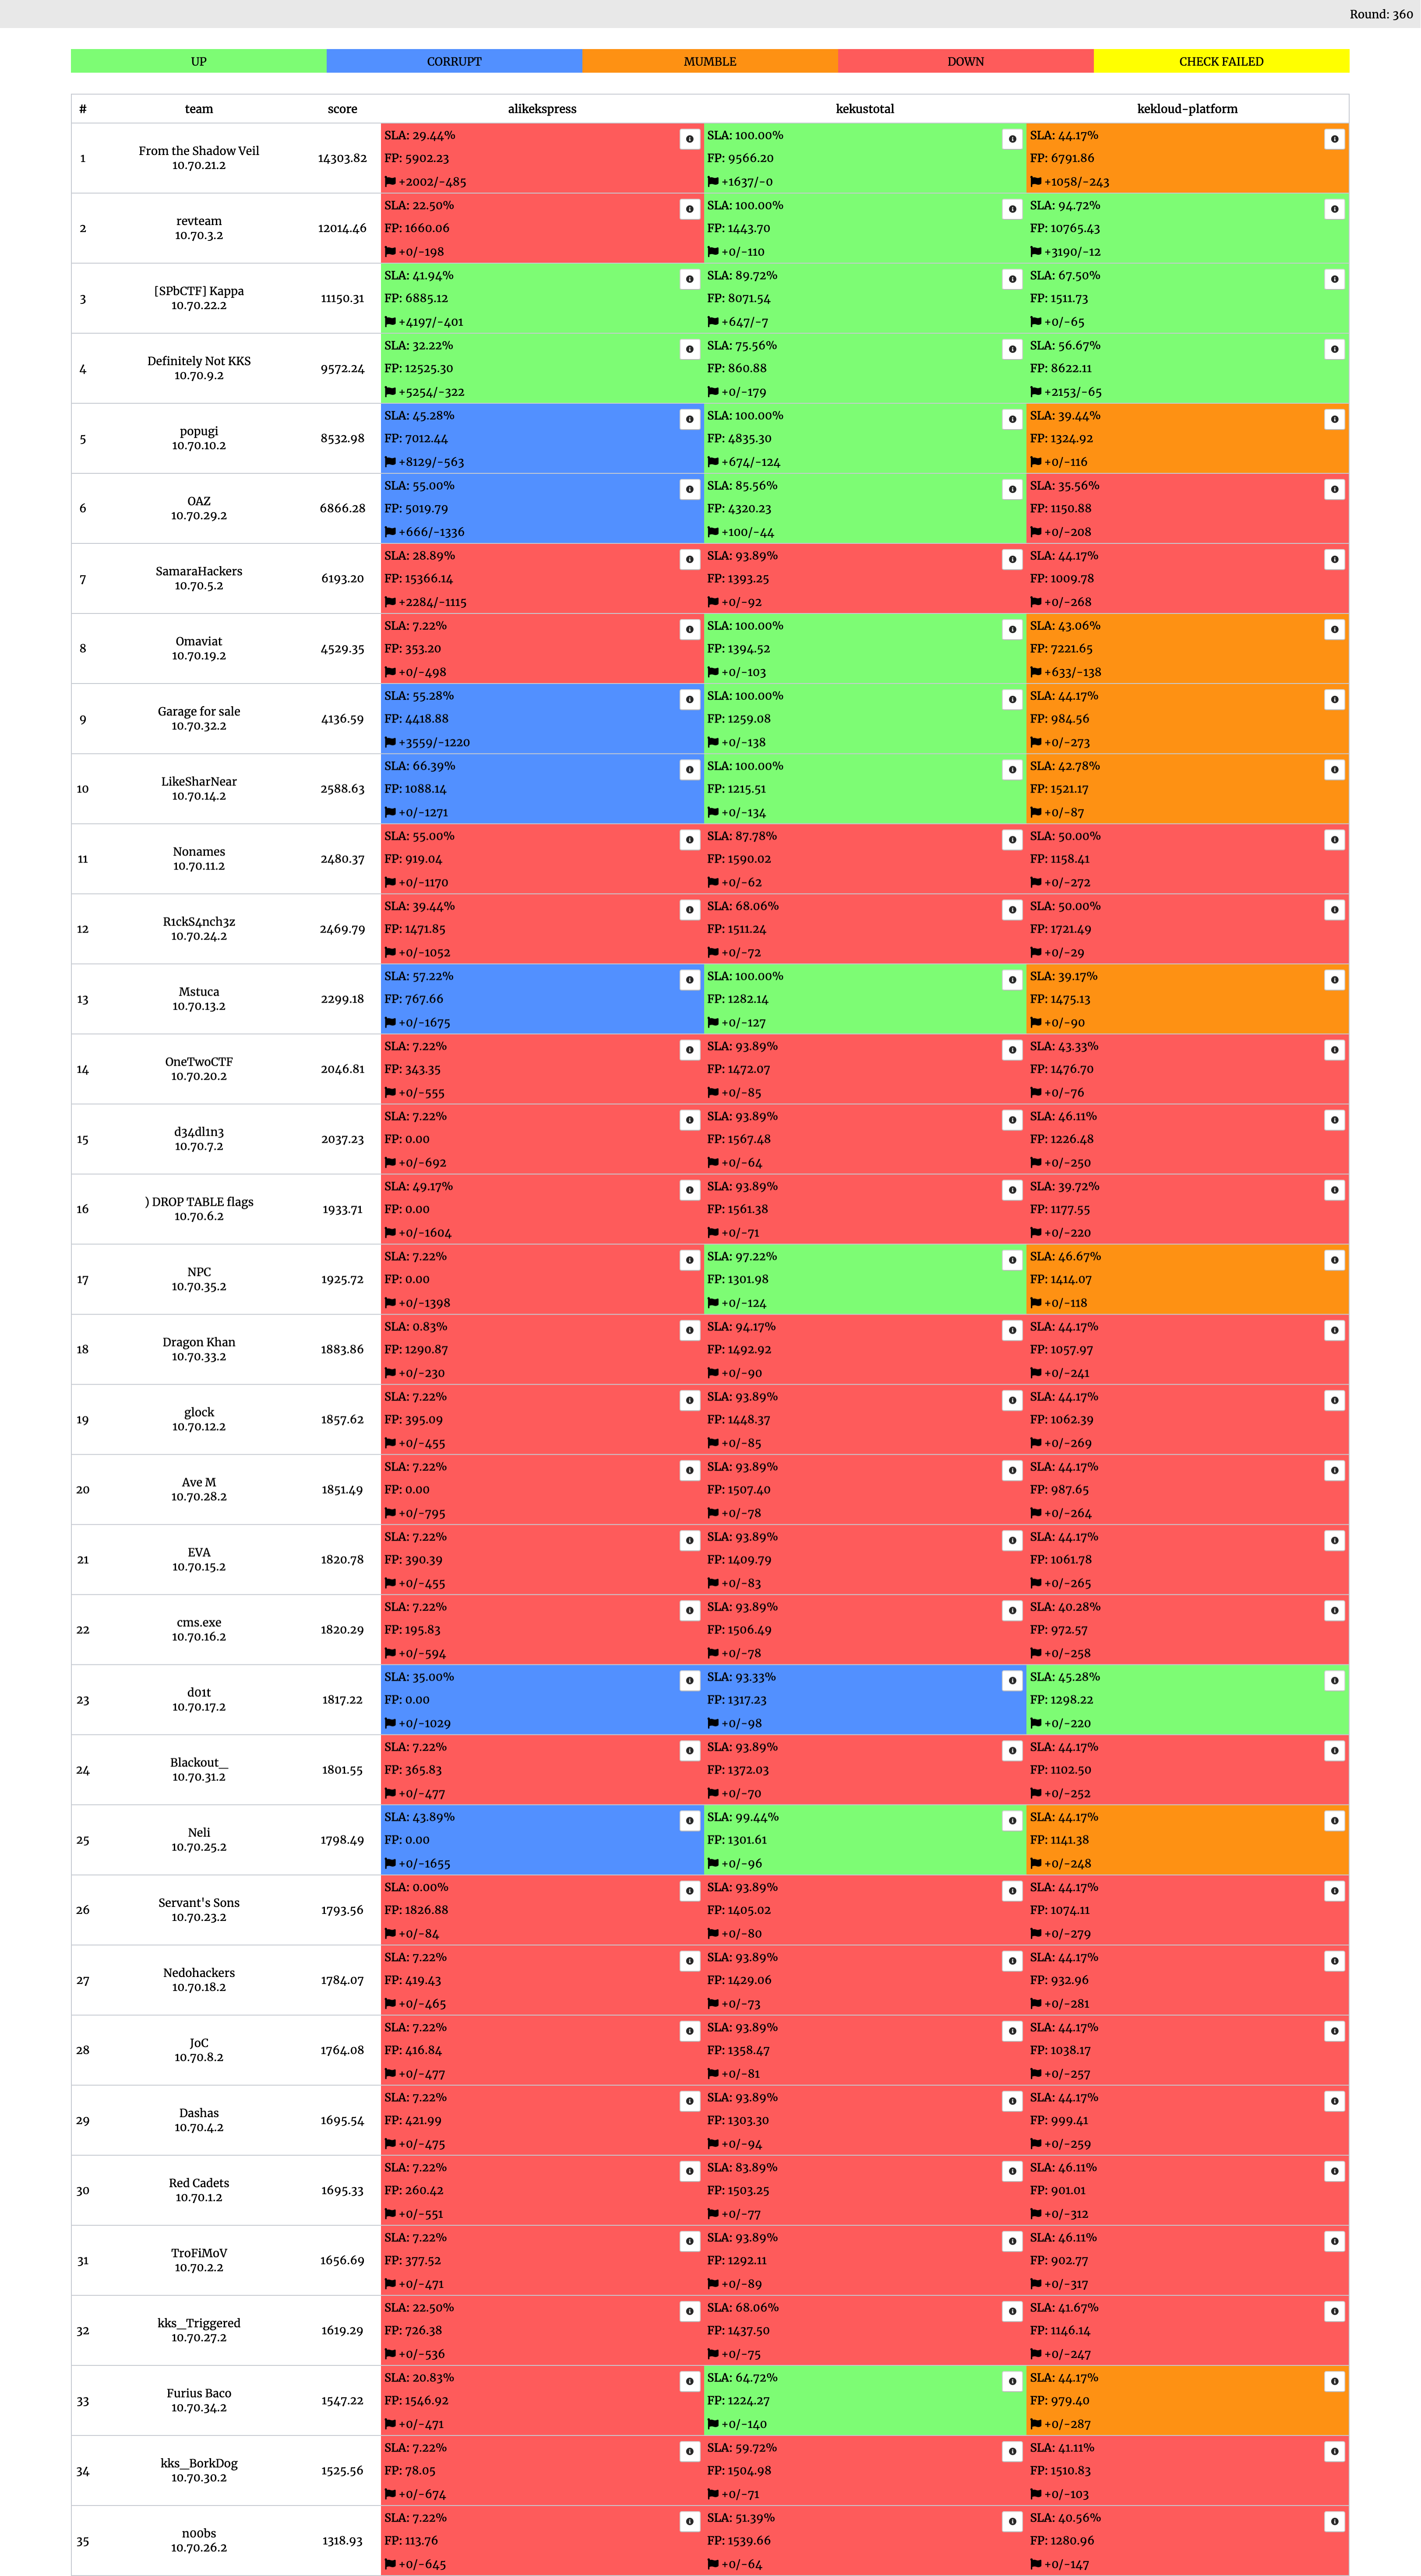 Round: 360
UP CORRUPT MUMBLE DOWN CHECK FAILED
# team score alikekspress kekustotal kekloud-platform
1 From the Shadow Veil 10.70.21.2 14303.82
SLA: 29.44% SLA: 100.00% SLA: 44.17%
FP: 5902.23 FP: 9566.20 FP: 6791.86
+2002/-485 +1637/-0 +1058/-243
2 revteam 10.70.3.2 12014.46
SLA: 22.50% SLA: 100.00% SLA: 94.72%
FP: 1660.06 FP: 1443.70 FP: 10765.43
+0/-198 +0/-110 +3190/-12
3 [SPbCTF] Kappa 10.70.22.2 11150.31
SLA: 41.94% SLA: 89.72% SLA: 67.50%
FP: 6885.12 FP: 8071.54 FP: 1511.73
+4197/-401 +647/-7 +0/-65
4 Definitely Not KKS 10.70.9.2 9572.24
SLA: 32.22% SLA: 75.56% SLA: 56.67%
FP: 12525.30 FP: 860.88 FP: 8622.11
+5254/-322 +0/-179 +2153/-65
5 popugi 10.70.10.2 8532.98
SLA: 45.28% SLA: 100.00% SLA: 39.44%
FP: 7012.44 FP: 4835.30 FP: 1324.92
+8129/-563 +674/-124 +0/-116
6 OAZ 10.70.29.2 6866.28
SLA: 55.00% SLA: 85.56% SLA: 35.56%
FP: 5019.79 FP: 4320.23 FP: 1150.88
+666/-1336 +100/-44 +0/-208
7 SamaraHackers 10.70.5.2 6193.20
SLA: 28.89% SLA: 93.89% SLA: 44.17%
FP: 15366.14 FP: 1393.25 FP: 1009.78
+2284/-1115 +0/-92 +0/-268
8 Omaviat 10.70.19.2 4529.35
SLA: 7.22% SLA: 100.00% SLA: 43.06%
FP: 353.20 FP: 1394.52 FP: 7221.65
+0/-498 +0/-103 +633/-138
9 Garage for sale 10.70.32.2 4136.59
SLA: 55.28% SLA: 100.00% SLA: 44.17%
FP: 4418.88 FP: 1259.08 FP: 984.56
+3559/-1220 +0/-138 +0/-273
10 LikeSharNear 10.70.14.2 2588.63
SLA: 66.39% SLA: 100.00% SLA: 42.78%
FP: 1088.14 FP: 1215.51 FP: 1521.17
+0/-1271 +0/-134 +0/-87
11 Nonames 10.70.11.2 2480.37
SLA: 55.00% SLA: 87.78% SLA: 50.00%
FP: 919.04 FP: 1590.02 FP: 1158.41
+0/-1170 +0/-62 +0/-272
12 R1ckS4nch3z 10.70.24.2 2469.79
SLA: 39.44% SLA: 68.06% SLA: 50.00%
FP: 1471.85 FP: 1511.24 FP: 1721.49
+0/-1052 +0/-72 +0/-29
13 Mstuca 10.70.13.2 2299.18
SLA: 57.22% SLA: 100.00% SLA: 39.17%
FP: 767.66 FP: 1282.14 FP: 1475.13
+0/-1675 +0/-127 +0/-90
14 OneTwoCTF 10.70.20.2 2046.81
SLA: 7.22% SLA: 93.89% SLA: 43.33%
FP: 343.35 FP: 1472.07 FP: 1476.70
+0/-555 +0/-85 +0/-76
15 d34dl1n3 10.70.7.2 2037.23
SLA: 7.22% SLA: 93.89% SLA: 46.11%
FP: 0.00 FP: 1567.48 FP: 1226.48
+0/-692 +0/-64 +0/-250
16 ) DROP TABLE flags 10.70.6.2 1933.71
SLA: 49.17% SLA: 93.89% SLA: 39.72%
FP: 0.00 FP: 1561.38 FP: 1177.55
+0/-1604 +0/-71 +0/-220
17 NPC 10.70.35.2 1925.72
SLA: 7.22% SLA: 97.22% SLA: 46.67%
FP: 0.00 FP: 1301.98 FP: 1414.07
+0/-1398 +0/-124 +0/-118
18 Dragon Khan 10.70.33.2 1883.86
SLA: 0.83% SLA: 94.17% SLA: 44.17%
FP: 1290.87 FP: 1492.92 FP: 1057.97
+0/-230 +0/-90 +0/-241
19 glock 10.70.12.2 1857.62
SLA: 7.22% SLA: 93.89% SLA: 44.17%
FP: 395.09 FP: 1448.37 FP: 1062.39
+0/-455 +0/-85 +0/-269
20 Ave M 10.70.28.2 1851.49
SLA: 7.22% SLA: 93.89% SLA: 44.17%
FP: 0.00 FP: 1507.40 FP: 987.65
+0/-795 +0/-78 +0/-264
21 EVA 10.70.15.2 1820.78
SLA: 7.22% SLA: 93.89% SLA: 44.17%
FP: 390.39 FP: 1409.79 FP: 1061.78
+0/-455 +0/-83 +0/-265
22 cms.exe 10.70.16.2 1820.29
SLA: 7.22% SLA: 93.89% SLA: 40.28%
FP: 195.83 FP: 1506.49 FP: 972.57
+0/-594 +0/-78 +0/-258
23 d01t 10.70.17.2 1817.22
SLA: 35.00% SLA: 93.33% SLA: 45.28%
FP: 0.00 FP: 1317.23 FP: 1298.22
+0/-1029 +0/-98 +0/-220
24 Blackout_ 10.70.31.2 1801.55
SLA: 7.22% SLA: 93.89% SLA: 44.17%
FP: 365.83 FP: 1372.03 FP: 1102.50
+0/-477 +0/-70 +0/-252
25 Neli 10.70.25.2 1798.49
SLA: 43.89% SLA: 99.44% SLA: 44.17%
FP: 0.00 FP: 1301.61 FP: 1141.38
+0/-1655 +0/-96 +0/-248
26 Servant's Sons 10.70.23.2 1793.56
SLA: 0.00% SLA: 93.89% SLA: 44.17%
FP: 1826.88 FP: 1405.02 FP: 1074.11
+0/-84 +0/-80 +0/-279
27 Nedohackers 10.70.18.2 1784.07
SLA: 7.22% SLA: 93.89% SLA: 44.17%
FP: 419.43 FP: 1429.06 FP: 932.96
+0/-465 +0/-73 +0/-281
28 JoC 10.70.8.2 1764.08
SLA: 7.22% SLA: 93.89% SLA: 44.17%
FP: 416.84 FP: 1358.47 FP: 1038.17
+0/-477 +0/-81 +0/-257
29 Dashas 10.70.4.2 1695.54
SLA: 7.22% SLA: 93.89% SLA: 44.17%
FP: 421.99 FP: 1303.30 FP: 999.41
+0/-475 +0/-94 +0/-259
30 Red Cadets 10.70.1.2 1695.33
SLA: 7.22% SLA: 83.89% SLA: 46.11%
FP: 260.42 FP: 1503.25 FP: 901.01
+0/-551 +0/-77 +0/-312
31 TroFiMoV 10.70.2.2 1656.69
SLA: 7.22% SLA: 93.89% SLA: 46.11%
FP: 377.52 FP: 1292.11 FP: 902.77
+0/-471 +0/-89 +0/-317
32 kks_Triggered 10.70.27.2 1619.29
SLA: 22.50% SLA: 68.06% SLA: 41.67%
FP: 726.38 FP: 1437.50 FP: 1146.14
+0/-536 +0/-75 +0/-247
33 Furius Baco 10.70.34.2 1547.22
SLA: 20.83% SLA: 64.72% SLA: 44.17%
FP: 1546.92 FP: 1224.27 FP: 979.40
+0/-471 +0/-140 +0/-287
34 kks_BorkDog 10.70.30.2 1525.56
SLA: 7.22% SLA: 59.72% SLA: 41.11%
FP: 78.05 FP: 1504.98 FP: 1510.83
+0/-674 +0/-71 +0/-103
35 n00bs 10.70.26.2 1318.93
SLA: 7.22% SLA: 51.39% SLA: 40.56%
FP: 113.76 FP: 1539.66 FP: 1280.96
+0/-645 +0/-64 +0/-147